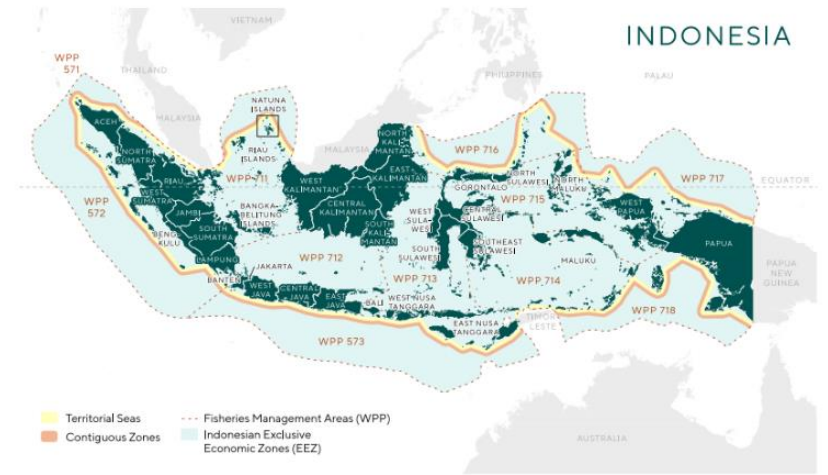 INDONESIA
VIETNAM
WPP
571
THAILAND
PHILIPPINES
PALAU
NATUNA
ISLANDS
ACEH
MALAYSIA
NORTH
SUMATRA
RIAU
ISLANDS
MALAYSIA
NORTH
KALI-
MANTAN
WPP 716
EAST
KALIMANTAN
RIAU
WPP 711
WEST
KALIMANTAN
GORONTALO
NORTH
SULAWESI
NORTH
MALUKU
WPP 717
EQUATOR
WPP
572
WEST
SUMATRA
CENTRAL
KALIMANTAN
WPP 715
WEST
PAPUA
JAMBI
BANGKA-
BELITUNG
ISLANDS
WEST
SULA-
WESI
CENTRAL
SULAWESI
BENG
KULU
SOUTH
SUMATRA
SOUTH
KALI-
MANTAN
SOUTHEAST
SULAWESI
PAPUA
LAMPUNG
SOUTH
SULAWESI
MALUKU
WPP 712
PAPUA
NEW
GUINEA
BANTEN
JAKARTA
WPP 713
WPP 714
WEST
JAVA
CENTRAL
JAVA
EAST
JAVA
BALI
WEST NUSA
TANGGARA
EAST NUSA
TANGGARA
TIMOR
LESTE
WPP 718
WPP 573
Territorial Seas
Contiguous Zones
Fisheries Management Areas (WPP)
Indonesian Exclusive
Economic Zones (EEZ)
AUSTRALIA